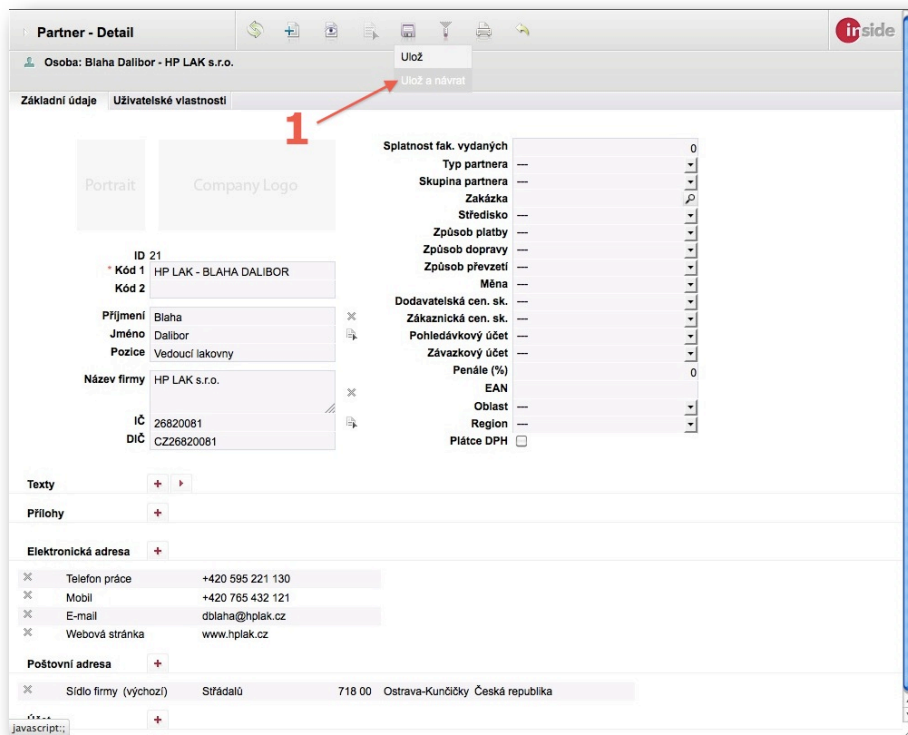 Partner - Detail
inside
Osoba: Blaha Dalibor - HP LAK s.r.o.
Ulož
Ulož a návrat
Základní údaje Uživatelské vlastnosti
1
Portrait
Company Logo
ID 21
* Kód 1 HP LAK - BLAHA DALIBOR
Kód 2
Příjmení Blaha
Jméno Dalibor
Pozice Vedoucí lakovny
Název firmy HP LAK s.r.o.
IČ 26820081
DIČ CZ26820081
Splatnost fak. vydaných 0
Typ partnera ---
Skupina partnera ---
Zakázka
Středisko ---
Způsob platby ---
Způsob dopravy ---
Způsob převzetí ---
Měna ---
Dodavatelská cen. sk. ---
Zákaznická cen. sk. ---
Pohledávkový účet ---
Závazkový účet ---
Penále (%) 0
EAN
Oblast ---
Region ---
Plátce DPH
Texty
Přílohy
Elektronická adresa
Telefon práce +420 595 221 130
Mobil +420 765 432 121
E-mail dblaha@hplak.cz
Webová stránka www.hplak.cz
Poštovní adresa
Sídlo firmy (výchozí) Střádalů 718 00 Ostrava-Kunčičky Česká republika
javascript:;